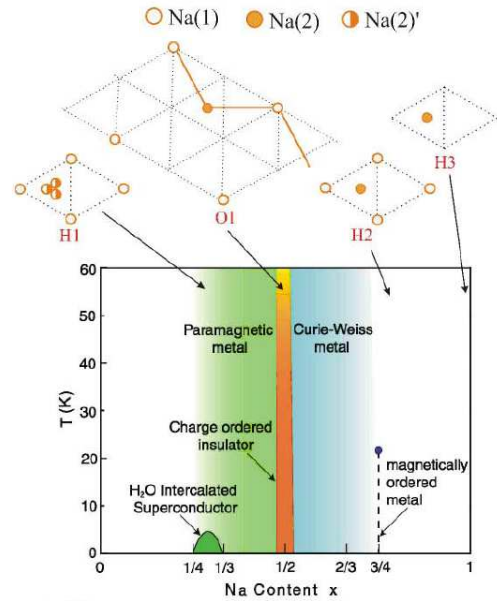 Na(1) Na(2) Na(2)'
H3
H1
O1
H2
60
50
40
30
20
10
0
T (K)
Paramagnetic
metal
Curie-Weiss
metal
Charge ordered
insulator
H₂O Intercalated
Superconductor
magnetically
ordered
metal
0 1/4 1/3 1/2 2/3 3/4 1
Na Content x